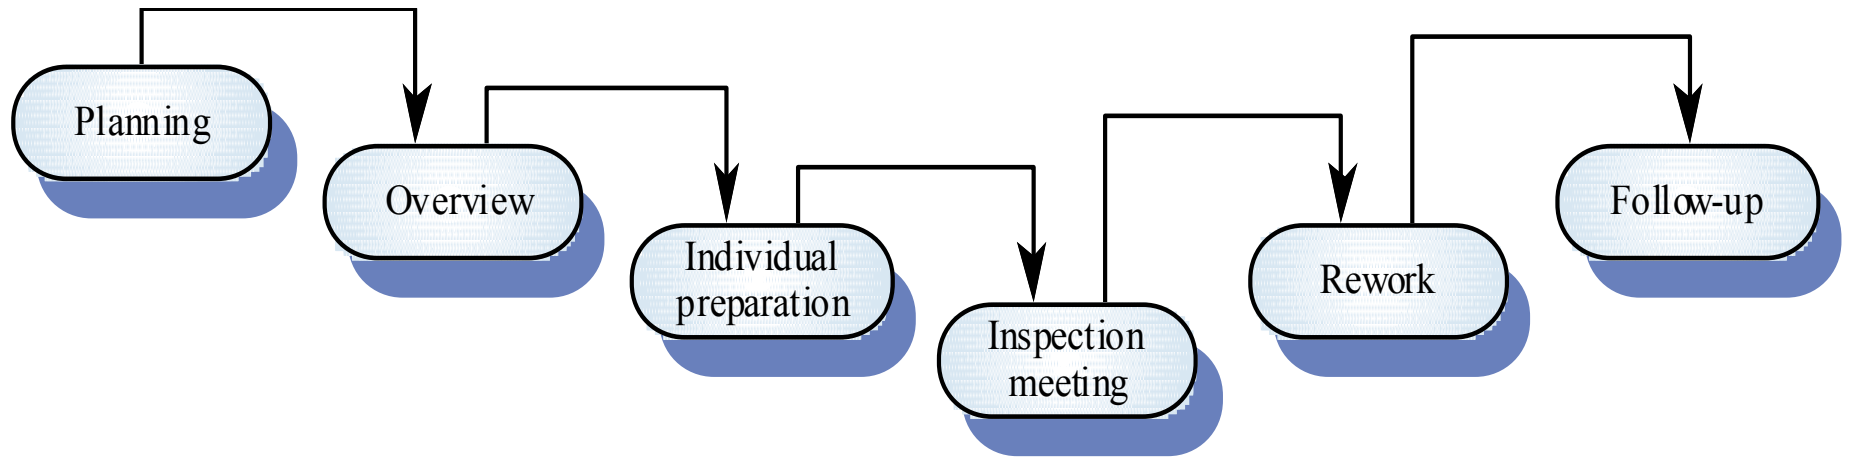 Planning
Overview
Individual
preparation
Inspection
meeting
Rework
Follow-up